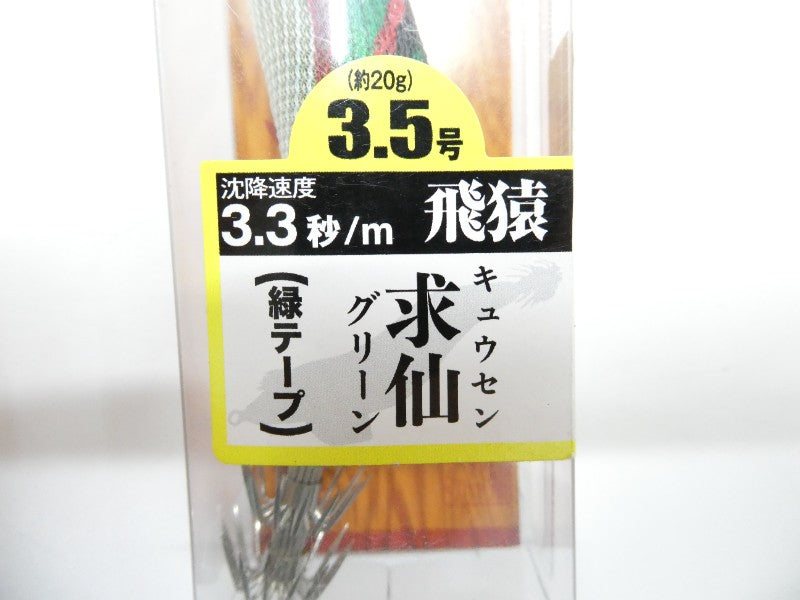 (約20g)
3.5号
沈降速度
3.3秒/m
飛猿
キュウセン
求仙
グリーン
(緑テープ)